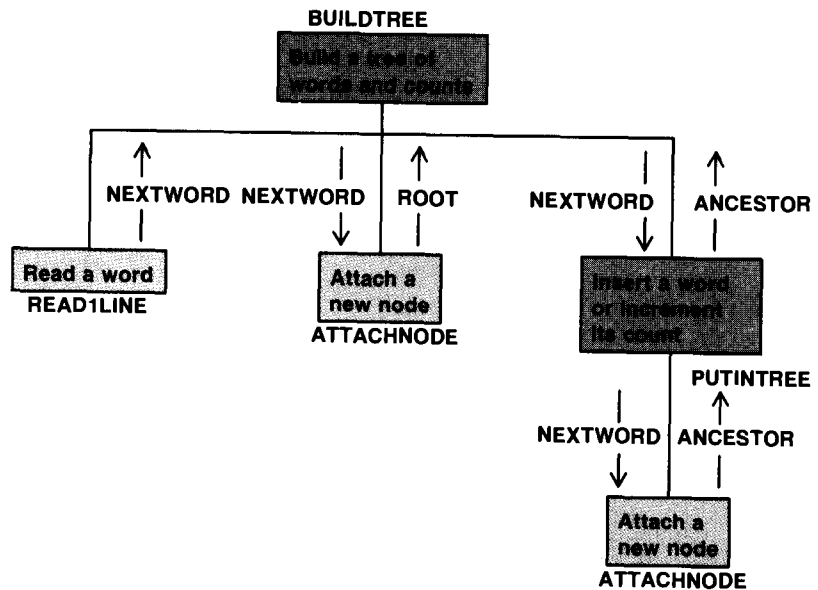 BUILDTREE
Build a tree of
words and counts
NEXTWORD
NEXTWORD
ROOT
NEXTWORD
ANCESTOR
Read a word
READ1LINE
Attach a
new node
ATTACHNODE
Insert a word
or increment
its count
PUTINTREE
NEXTWORD
ANCESTOR
Attach a
new node
ATTACHNODE